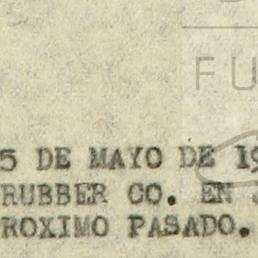 FU
5 DE MAYO DE 19
RUBBER CO. EN
ROXIMO PASADO.